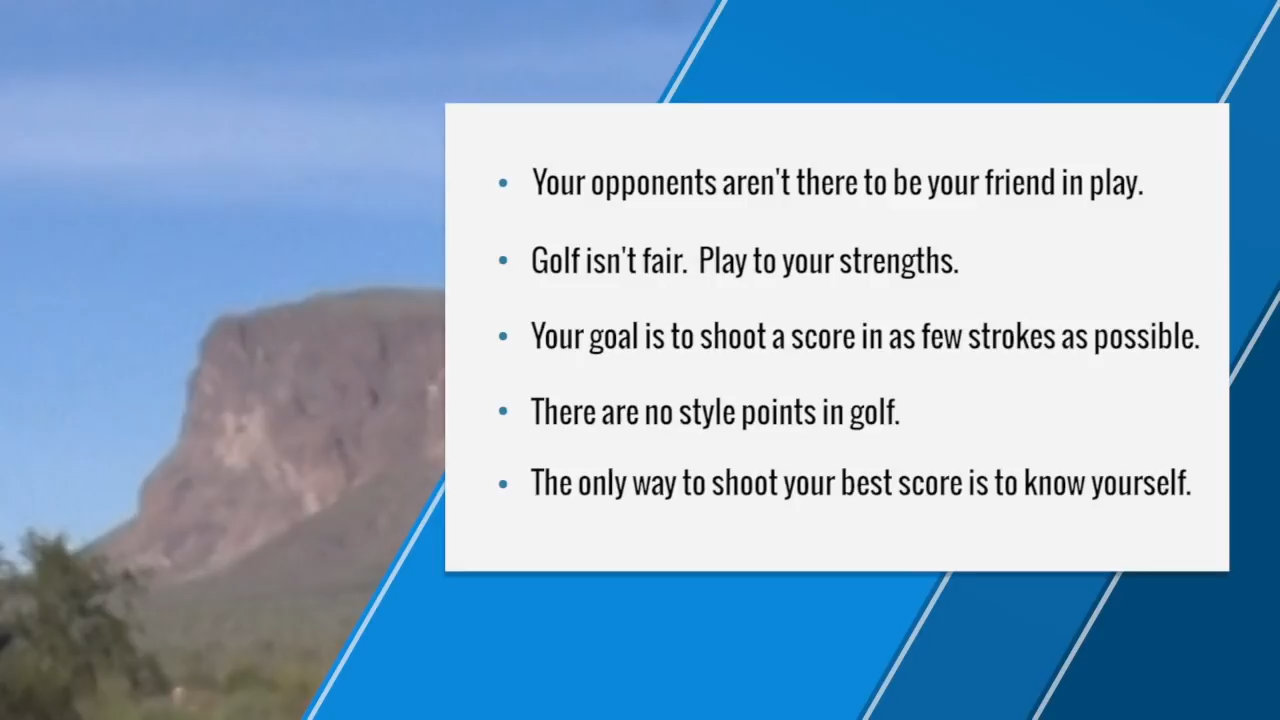 • Your opponents aren't there to be your friend in play.
• Golf isn't fair.  Play to your strengths.
• Your goal is to shoot a score in as few strokes as possible.
• There are no style points in golf.
• The only way to shoot your best score is to know yourself.